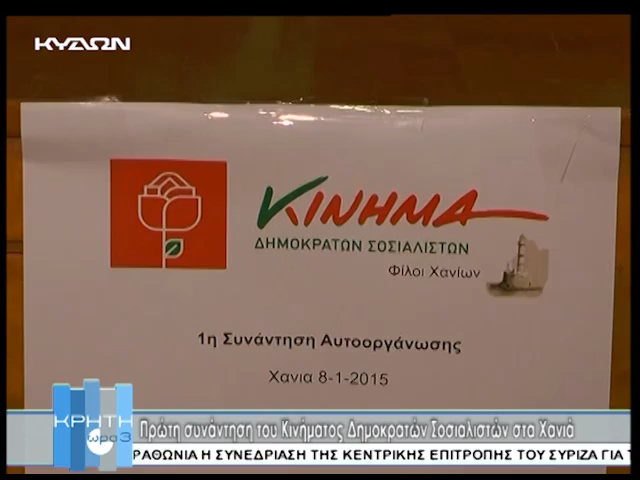 ΚΥΔΩΝ
ΚΙΝΗΜΑ
ΔΗΜΟΚΡΑΤΩΝ ΣΟΣΙΑΛΙΣΤΩΝ
Φίλοι Χανίων
1η Συνάντηση Αυτοοργάνωσης
Χανια 8-1-2015
ΚΡΗΤΗ
ώρα 3
Πρώτη συνάντηση του Κινήματος Δημοκρατών Σοσιαλιστών στα Χανιά
ΡΑΘΩΝΙΑ Η ΣΥΝΕΔΡΙΑΣΗ ΤΗΣ ΚΕΝΤΡΙΚΗΣ ΕΠΙΤΡΟΠΗΣ ΤΟΥ ΣΥΡΙΖΑ ΓΙΑ Τ